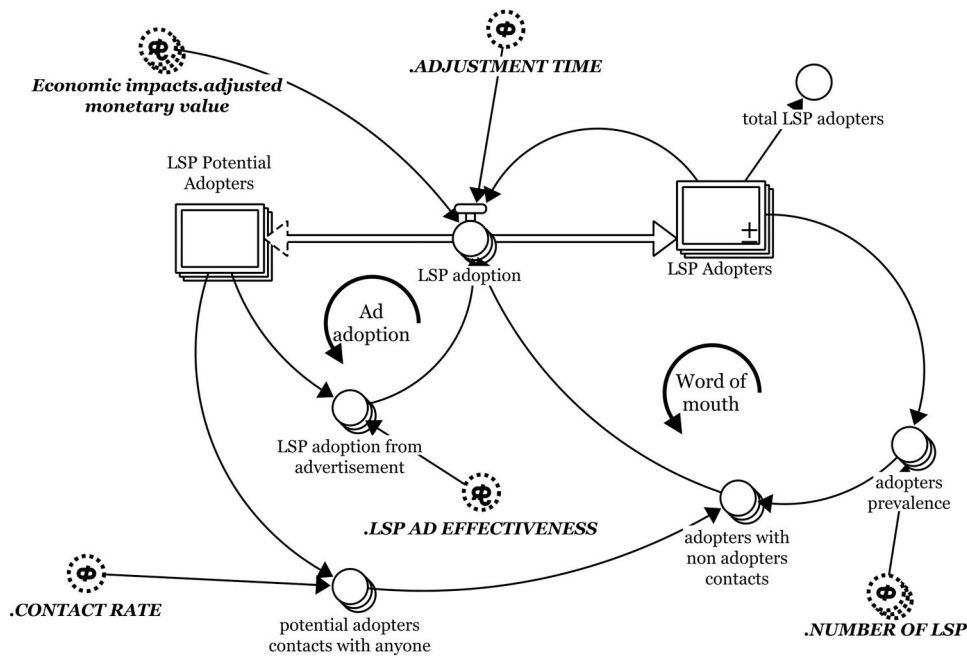 .ADJUSTMENT TIME
Economic impacts.adjusted
monetary value
total LSP adopters
LSP Potential
Adopters
±
LSP adoption
LSP Adopters
Ad
adoption
Word of
mouth
LSP adoption from
advertisement
adopters
prevalence
.LSP AD EFFECTIVENESS
adopters with
non adopters
contacts
.CONTACT RATE
potential adopters
contacts with anyone
.NUMBER OF LSP